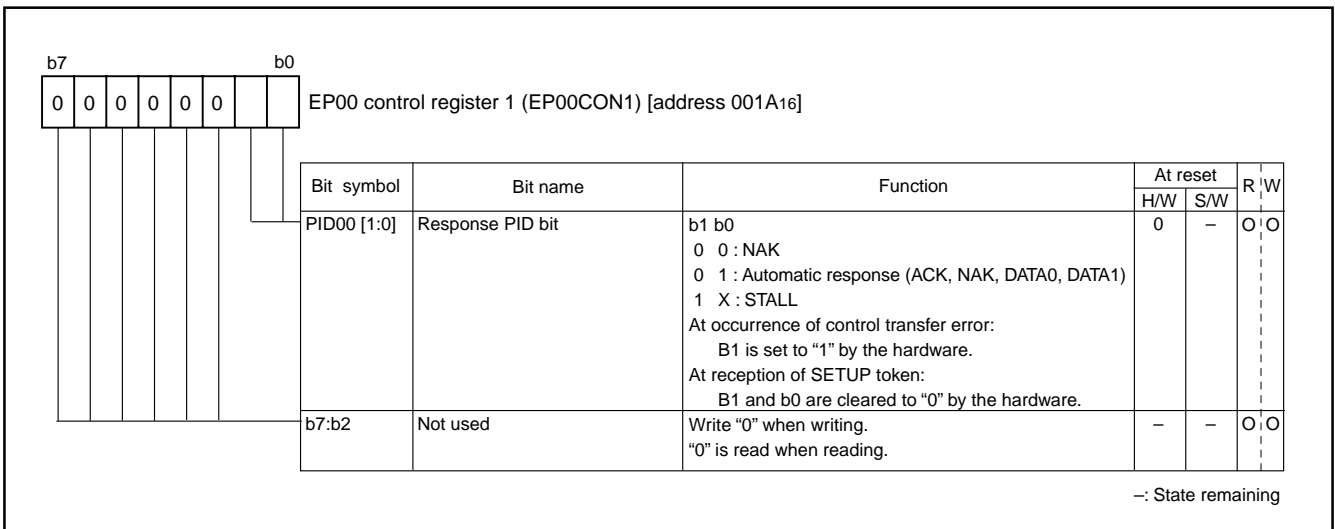 b7 b0
0 0 0 0 0 0
EP00 control register 1 (EP00CON1) [address 001A16]
Bit symbol Bit name Function At reset R W
H/W S/W
PID00 [1:0] Response PID bit b1 b0 0 – O O
0 0 : NAK
0 1 : Automatic response (ACK, NAK, DATA0, DATA1)
1 X : STALL
At occurrence of control transfer error:
B1 is set to “1” by the hardware.
At reception of SETUP token:
B1 and b0 are cleared to “0” by the hardware.
b7:b2 Not used Write “0” when writing. – – O O
“0” is read when reading.
–: State remaining